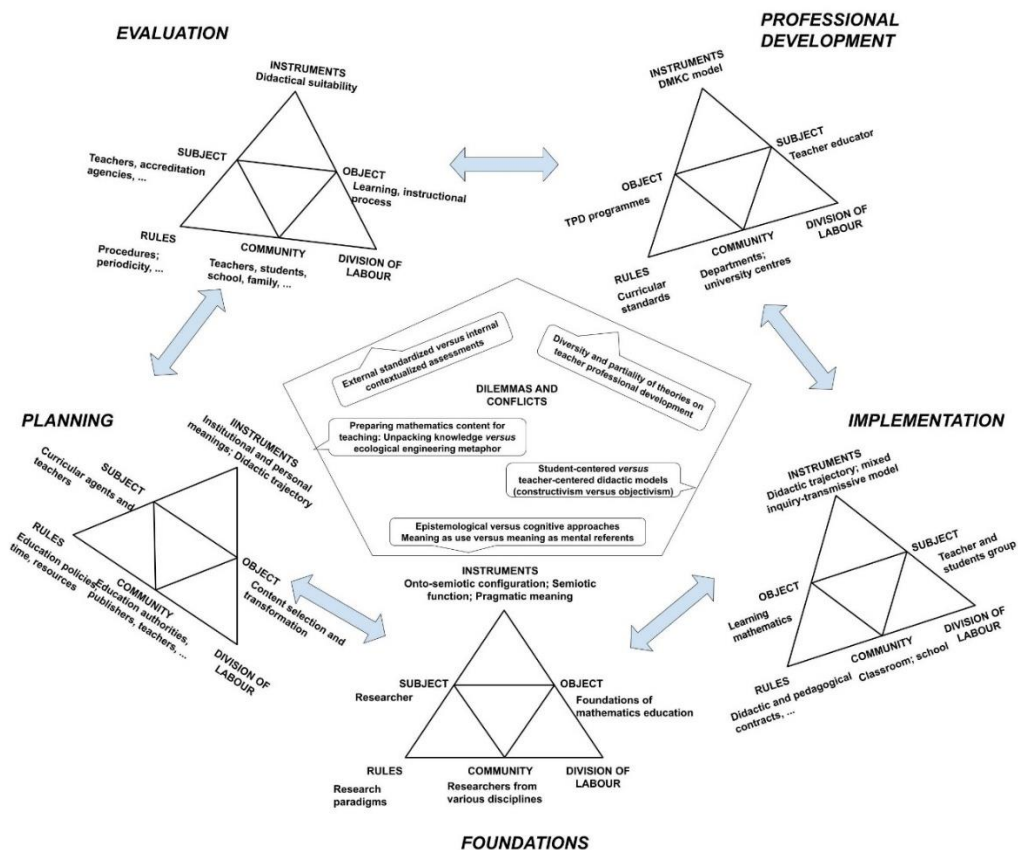 EVALUATION
INSTRUMENTS
Didactical suitability
SUBJECT
Teachers, accreditation
agencies, ...
OBJECT
Learning, instructional
process
RULES
Procedures;
periodicity, ...
COMMUNITY
Teachers, students,
school, family, ...
DIVISION OF
LABOUR
PROFESSIONAL
DEVELOPMENT
INSTRUMENTS
DMKC model
SUBJECT
Teacher educator
OBJECT
TPD programmes
RULES
Curricular
standards
COMMUNITY
Departments;
university centres
DIVISION OF
LABOUR
External standardized versus internal
contextualized assessments
Diversity and partiality of theories on
teacher professional development
DILEMMAS AND
CONFLICTS
Preparing mathematics content for
teaching: Unpacking knowledge versus
ecological engineering metaphor
Student-centered versus
teacher-centered didactic models
(constructivism versus objectivism)
Epistemological versus cognitive approaches
Meaning as use versus meaning as mental referents
PLANNING
IINSTRUMENTS
Institutional and personal
meanings; Didactic trajectory
SUBJECT
Curricular agents and
teachers
RULES
Education policies,
time, resources
COMMUNITY
Education authorities,
publishers, teachers, ...
OBJECT
Content selection and
transformation
DIVISION OF
LABOUR
IMPLEMENTATION
INSTRUMENTS
Didactic trajectory; mixed
inquiry-transmissive model
SUBJECT
Teacher and
students group
OBJECT
Learning
mathematics
RULES
Didactic and pedagogical
contracts, ...
COMMUNITY
Classroom; school
DIVISION OF
LABOUR
INSTRUMENTS
Onto-semiotic configuration; Semiotic
function; Pragmatic meaning
SUBJECT
Researcher
OBJECT
Foundations of
mathematics education
RULES
Research
paradigms
COMMUNITY
Researchers from
various disciplines
DIVISION OF
LABOUR
FOUNDATIONS